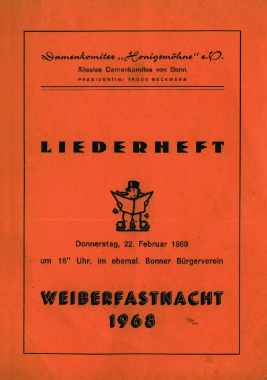 Damenkomitee „Honigsmöhne" e.V.
Ältestes Damenkomitee von Bonn
PRÄSIDENTIN: TRUDE BECKMANN
LIEDERHEFT
Donnerstag, 22. Februar 1968
um 16¹¹ Uhr, im ehemal. Bonner Bürgerverein
WEIBERFASTNACHT
1968